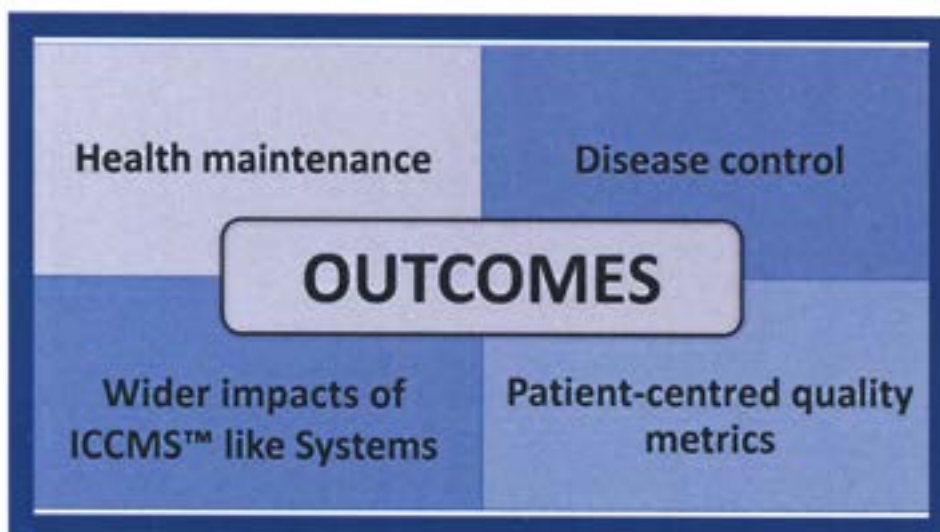 Health maintenance
Disease control
OUTCOMES
Wider impacts of
ICCMS™ like Systems
Patient-centred quality
metrics